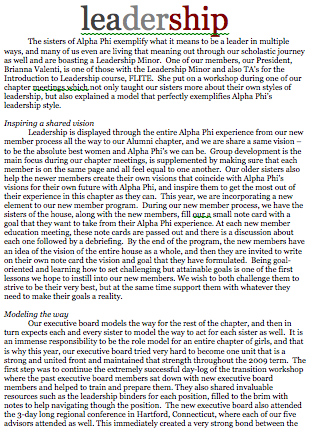 leadership
The sisters of Alpha Phi exemplify what it means to be a leader in multiple
ways, and many of us even are living that meaning out through our scholastic journey
as well and are boasting a Leadership Minor. One of our members, our President,
Brianna Valenti, is one of those with the Leadership Minor and also TA's for the
Introduction to Leadership course, FLITE. She put on a workshop during one of our
chapter meetings which not only taught our sisters more about their own styles of
leadership, but also explained a model that perfectly exemplifies Alpha Phi's
leadership style.
Inspiring a shared vision
Leadership is displayed through the entire Alpha Phi experience from our new
member process all the way to our Alumni chapter, and we are share a same vision –
to be the absolute best women and Alpha Phi's we can be. Group development is the
main focus during our chapter meetings, is supplemented by making sure that each
member is on the same page and all feel equal to one another. Our older sisters also
help the newer members create their own visions that coincide with Alpha Phi's
visions for their own future with Alpha Phi, and inspire them to get the most out of
their experience in this chapter as they can. This year, we are incorporating a new
element to our new member program. During our new member process, we have the
sisters of the house, along with the new members, fill out a small note card with a
goal that they want to take from their Alpha Phi experience. At each new member
education meeting, these note cards are passed out and there is a discussion about
each one followed by a debriefing. By the end of the program, the new members have
an idea of the vision of the entire house as a whole, and then they are invited to write
on their own note card the vision and goal that they have formulated. Being goal-
oriented and learning how to set challenging but attainable goals is one of the first
lessons we hope to instill into our new members. We wish to both challenge them to
strive to be their very best, but at the same time support them with whatever they
need to make their goals a reality.
Modeling the way
Our executive board models the way for the rest of the chapter, and then in
turn expects each and every sister to model the way to act for each sister as well. It is
an immense responsibility to be the role model for an entire chapter of girls, and that
is why this year, our executive board tried very hard to become one unit that is a
strong and united front and maintained that strength throughout the 2009 term. The
first step was to continue the extremely successful day-log of the transition workshop
where the past executive board members sat down with new executive board
members and helped to train and prepare them. They also shared invaluable
resources such as the leadership binders for each position, filled to the brim with
notes to help navigating though the position. The new executive board also attended
the 3-day long regional conference in Hartford, Connecticut, where each of our five
advisors attended as well. This immediately created a very strong bond between the